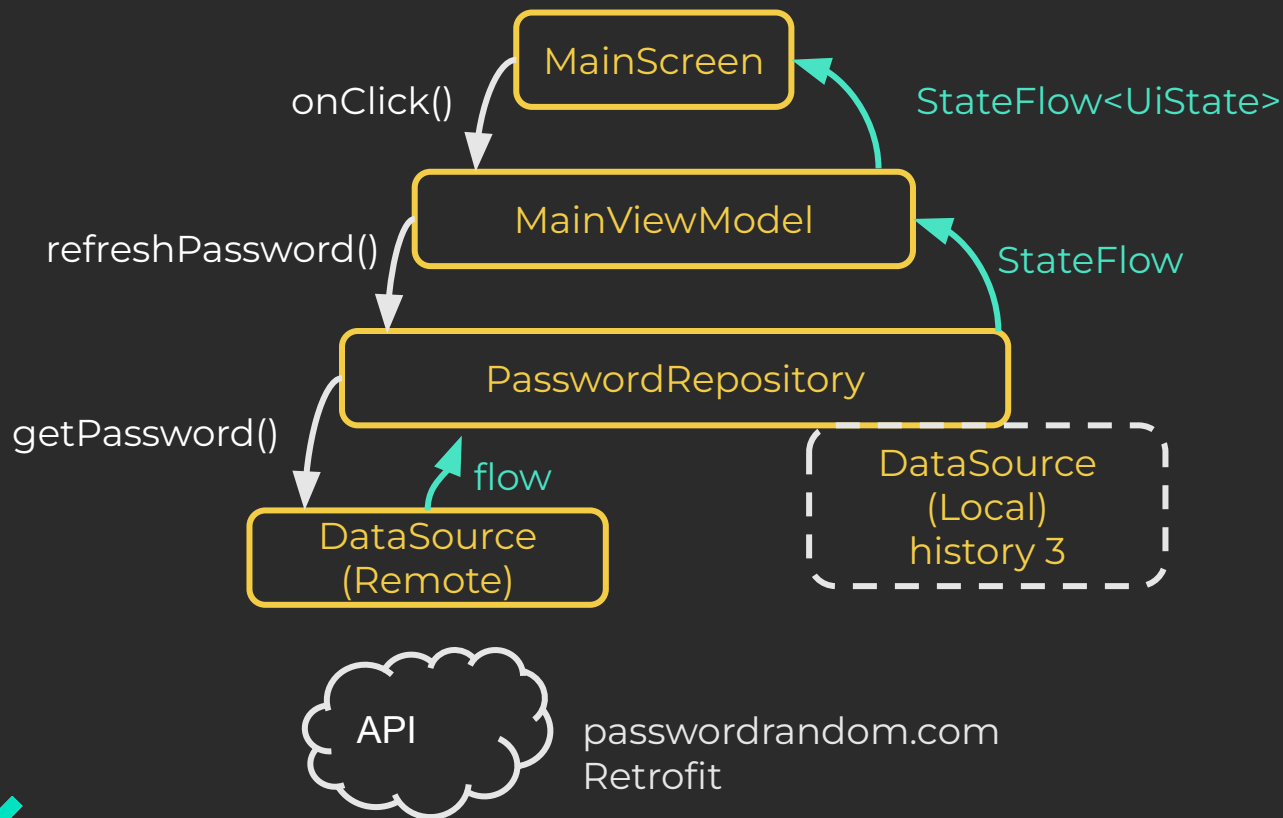 MainScreen
onClick()
StateFlow<UiState>
MainViewModel
refreshPassword()
StateFlow
PasswordRepository
getPassword()
flow
DataSource
(Local)
history 3
DataSource
(Remote)
API
passwordrandom.com
Retrofit